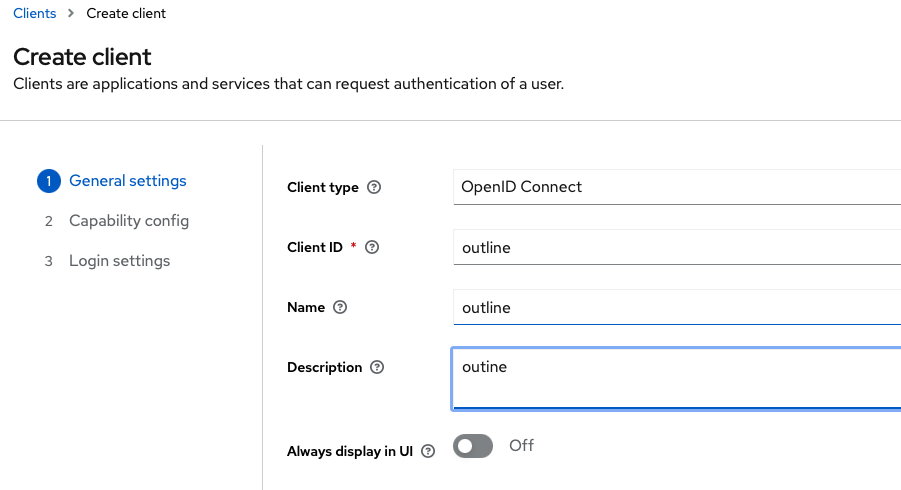 Clients > Create client
Create client
Clients are applications and services that can request authentication of a user.
1 General settings
2 Capability config
3 Login settings
Client type ? OpenID Connect
Client ID * ? outline
Name ? outline
Description ? outine
Always display in UI ? Off